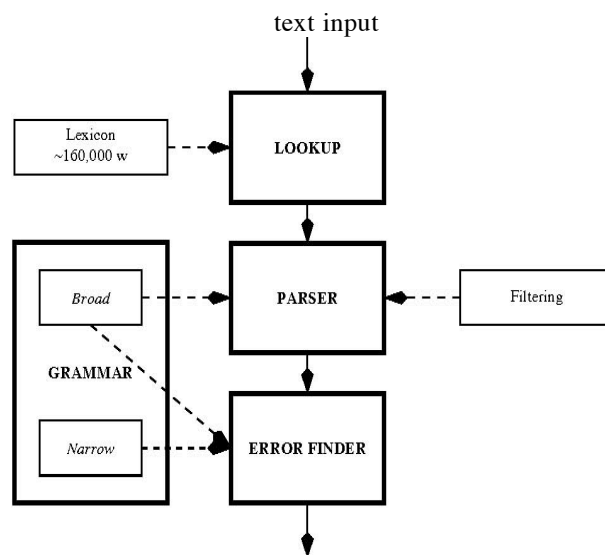 text input
Lexicon
~160,000 w
LOOKUP
Broad
PARSER
Filtering
GRAMMAR
Narrow
ERROR FINDER